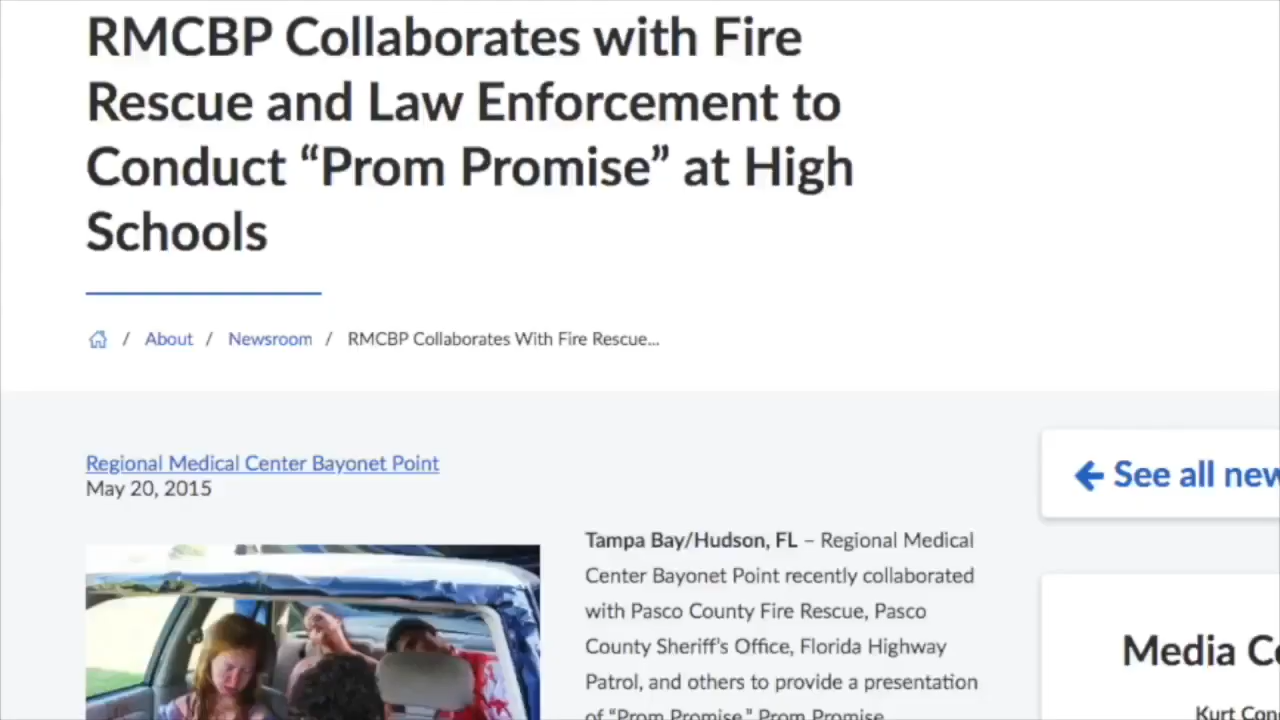 RMCBP Collaborates with Fire
Rescue and Law Enforcement to
Conduct “Prom Promise” at High
Schools
/ About / Newsroom / RMCBP Collaborates With Fire Rescue...
Regional Medical Center Bayonet Point
May 20, 2015
See all new
Tampa Bay/Hudson, FL – Regional Medical
Center Bayonet Point recently collaborated
with Pasco County Fire Rescue, Pasco
County Sheriff’s Office, Florida Highway
Patrol, and others to provide a presentation
of “Prom Promise.” Prom Promise
Media Co
Kurt Con